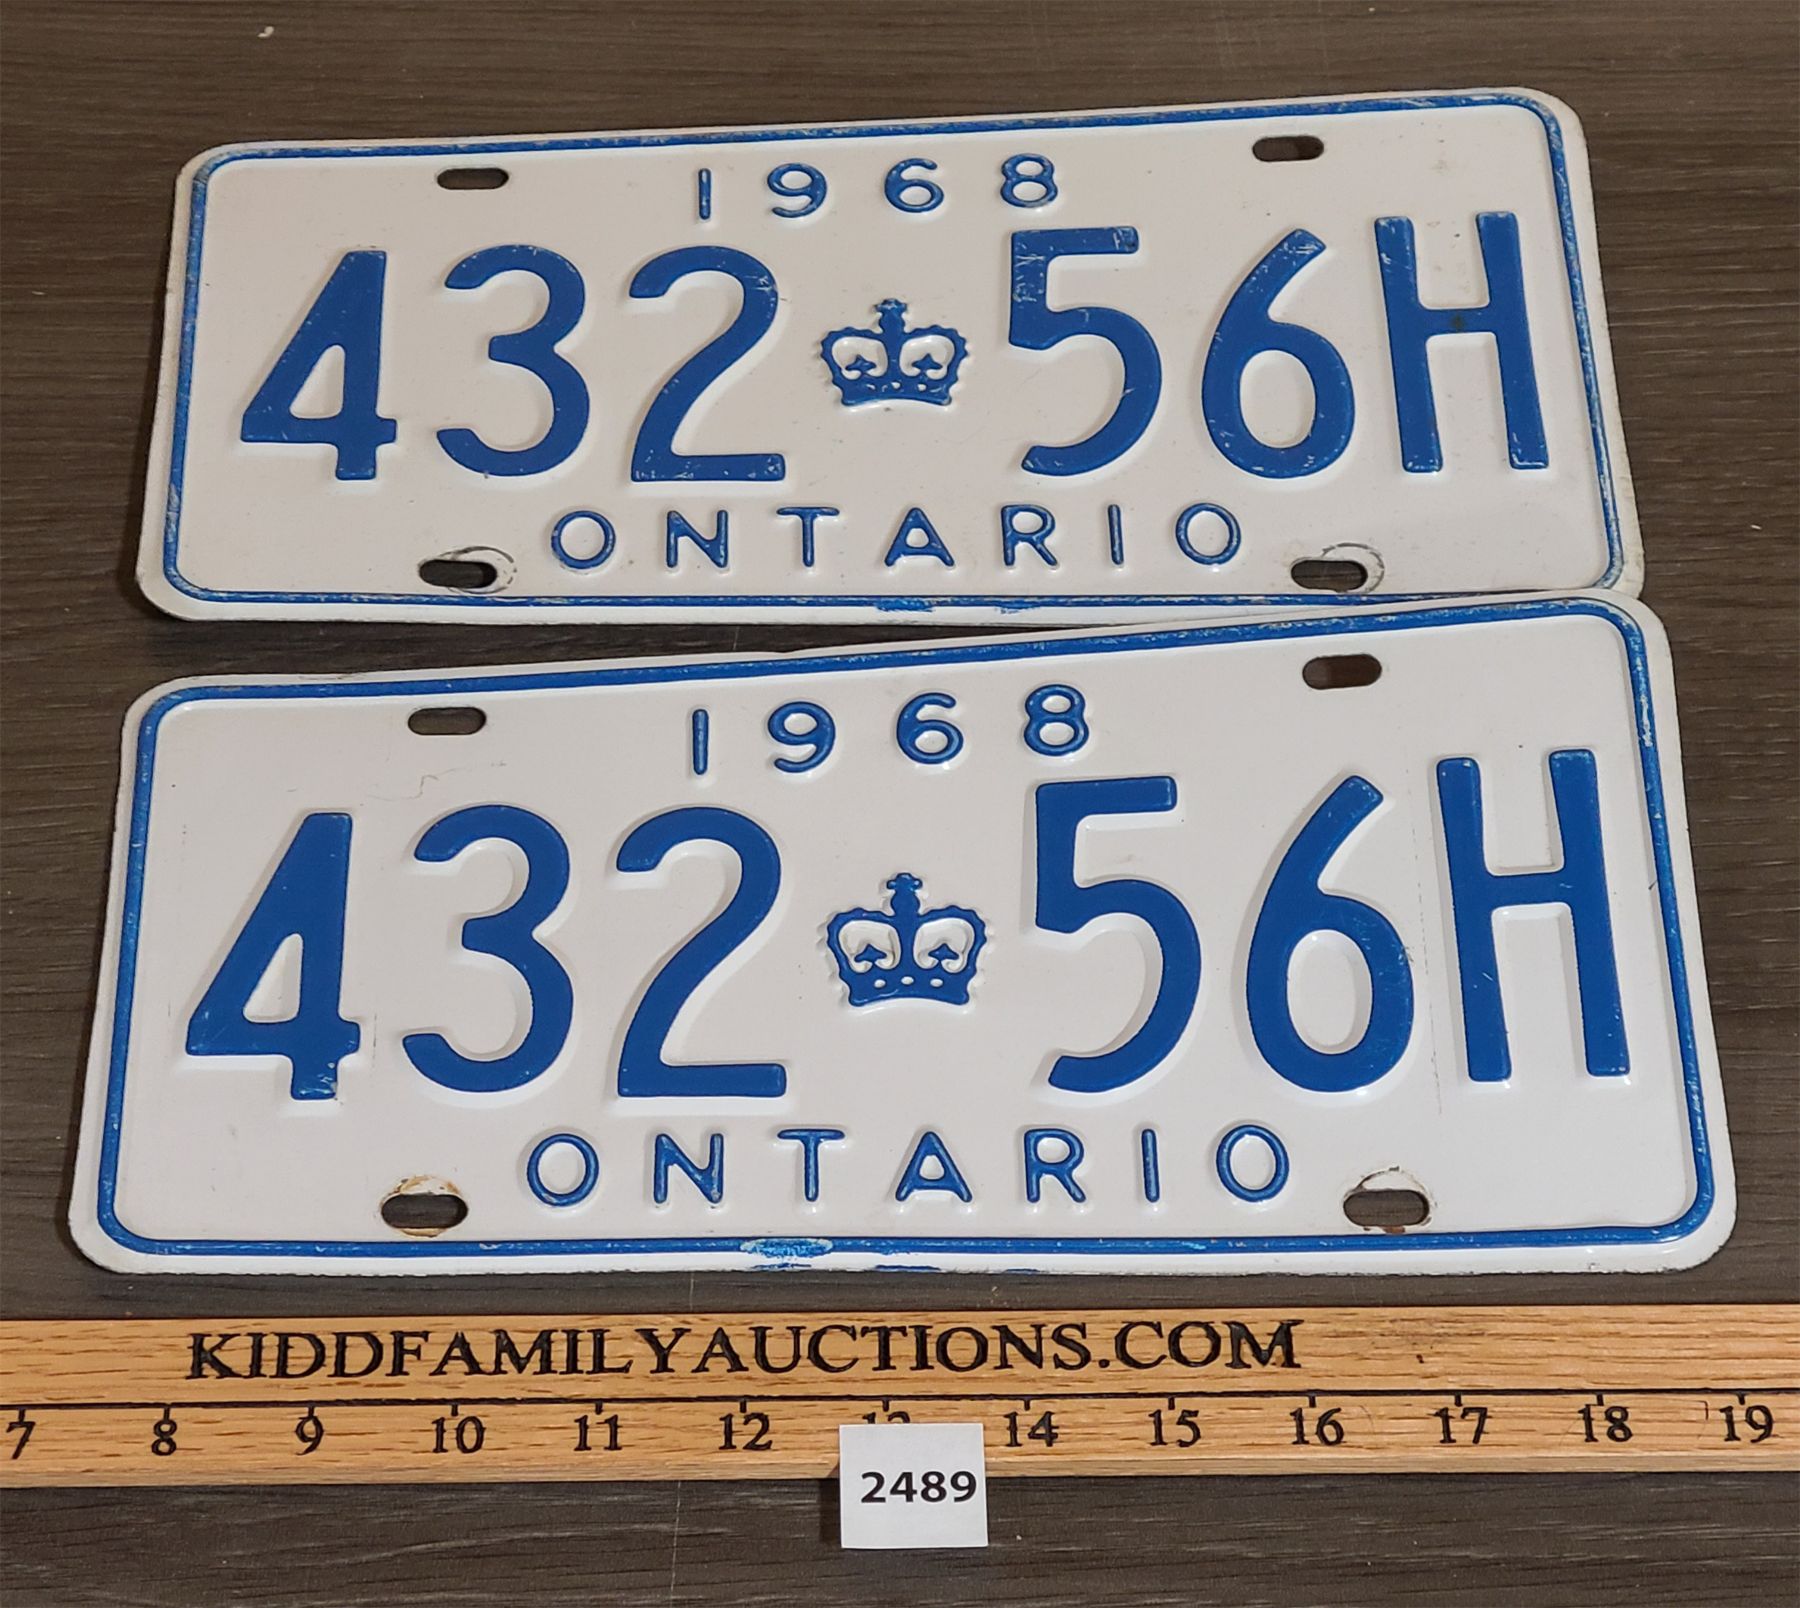 1968
432 56H
ONTARIO
1968
432 56H
ONTARIO
KIDDFAMILYAUCTIONS.COM
7 8 9 10 11 12 13 14 15 16 17 18 19
2489